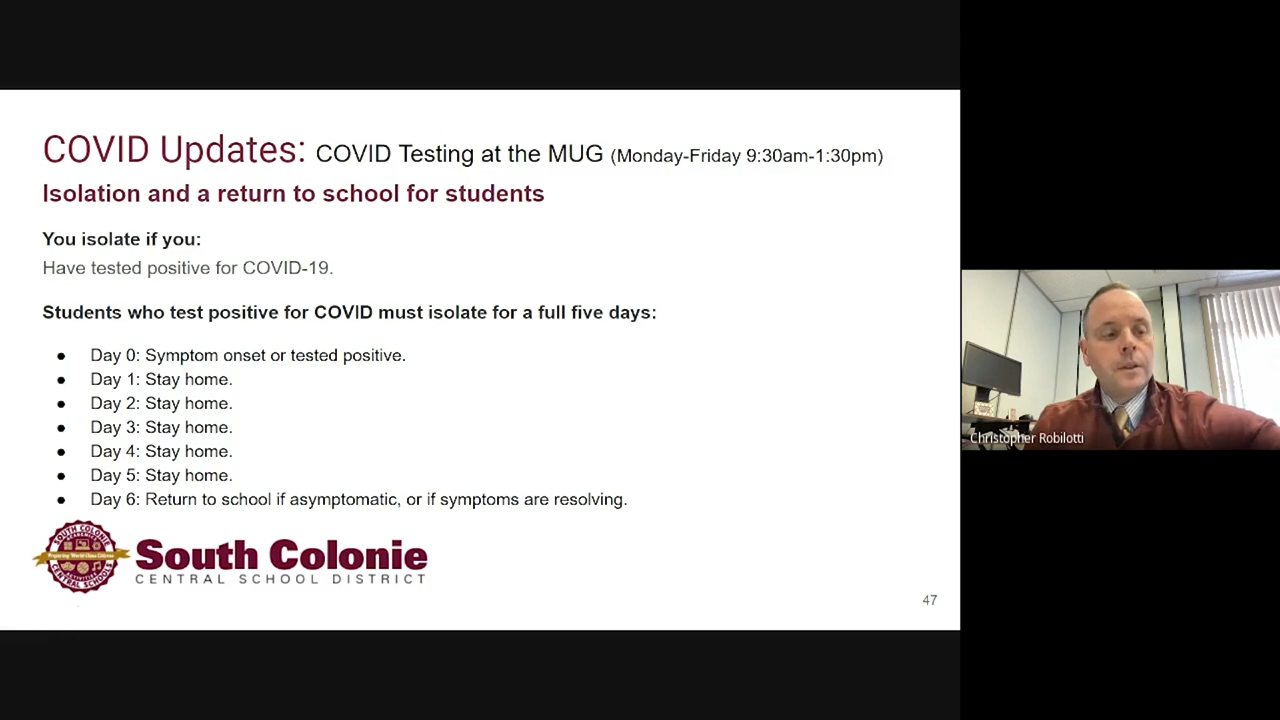 COVID Updates: COVID Testing at the MUG (Monday-Friday 9:30am-1:30pm)
Isolation and a return to school for students
You isolate if you:
Have tested positive for COVID-19.
Students who test positive for COVID must isolate for a full five days:
● Day 0: Symptom onset or tested positive.
● Day 1: Stay home.
● Day 2: Stay home.
● Day 3: Stay home.
● Day 4: Stay home.
● Day 5: Stay home.
● Day 6: Return to school if asymptomatic, or if symptoms are resolving.
SOUTH COLONIE
CENTRAL SCHOOLS
South Colonie
CENTRAL SCHOOL DISTRICT
47
Christopher Robilotti